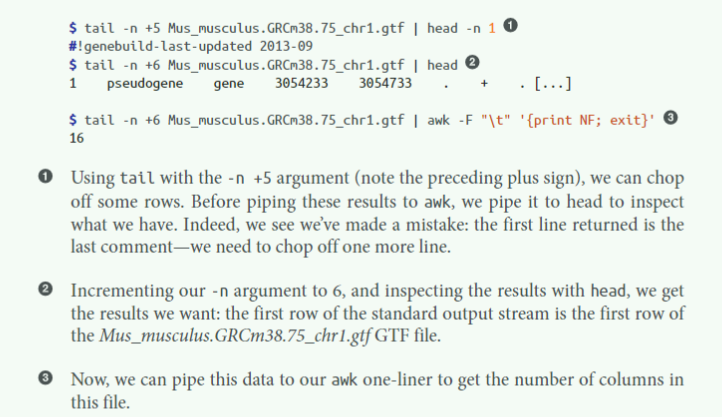 $ tail -n +5 Mus_musculus.GRCm38.75_chr1.gtf | head -n 1 ❶
#!genebuild-last-updated 2013-09
$ tail -n +6 Mus_musculus.GRCm38.75_chr1.gtf | head ❷
1 pseudogene gene 3054233 3054733 . + . [...]
$ tail -n +6 Mus_musculus.GRCm38.75_chr1.gtf | awk -F "\t" '{print NF; exit}' ❸
16
❶ Using tail with the -n +5 argument (note the preceding plus sign), we can chop
off some rows. Before piping these results to awk, we pipe it to head to inspect
what we have. Indeed, we see we’ve made a mistake: the first line returned is the
last comment—we need to chop off one more line.
❷ Incrementing our -n argument to 6, and inspecting the results with head, we get
the results we want: the first row of the standard output stream is the first row of
the Mus_musculus.GRCm38.75_chr1.gtf GTF file.
❸ Now, we can pipe this data to our awk one-liner to get the number of columns in
this file.